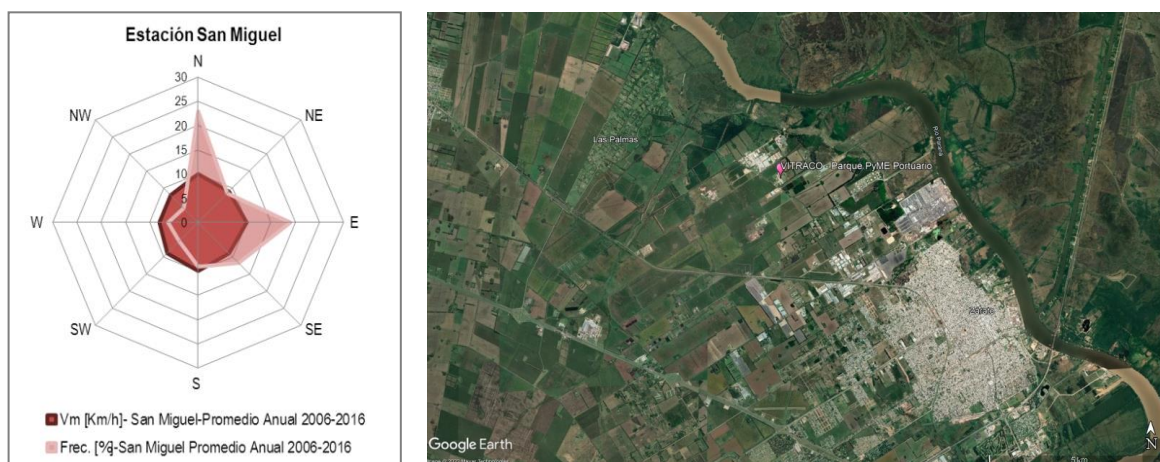 Estación San Miguel
N
30
25
20
15
10
5
0
NW
NE
W
E
SW
SE
S
Vm [Km/h]- San Miguel-Promedio Anual 2006-2016
Frec. [%]-San Miguel Promedio Anual 2006-2016
Las Palmas
VITRACO - Parque PyME Portuario
Zárate
Google Earth
N
5 km